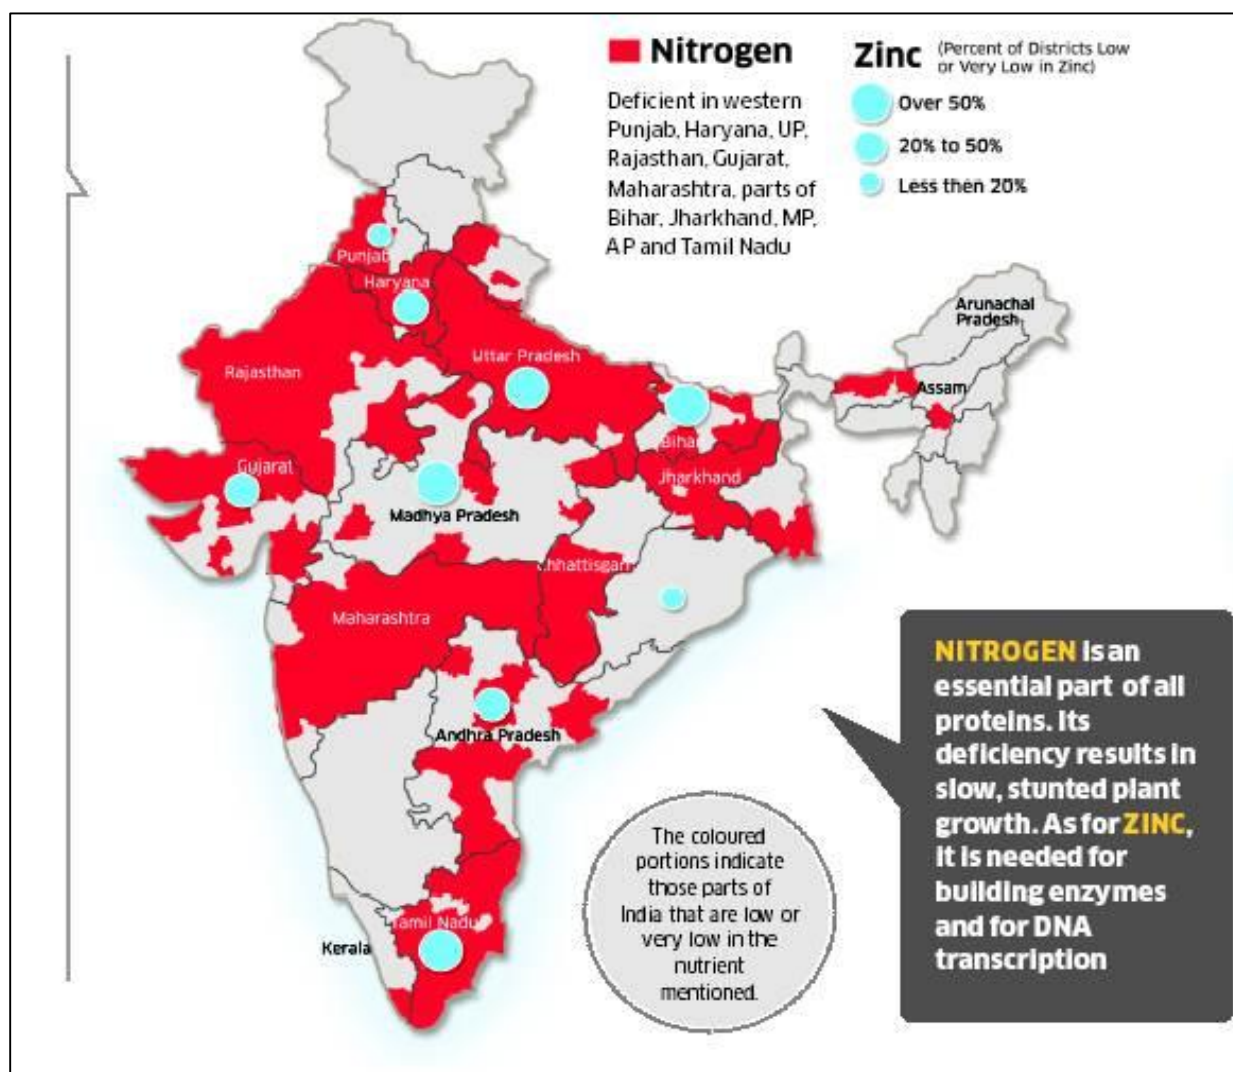 Nitrogen
Deficient in western
Punjab, Haryana, UP,
Rajasthan, Gujarat,
Maharashtra, parts of
Bihar, Jharkhand, MP,
AP and Tamil Nadu
Zinc
(Percent of Districts Low
or Very Low in Zinc)
Over 50%
20% to 50%
Less then 20%
Punjab
Haryana
Rajasthan
Uttar Pradesh
Arunachal
Pradesh
Assam
Bihar
Gujarat
Jharkhand
Madhya Pradesh
Chhattisgarh
Maharashtra
Andhra Pradesh
Tamil Nadu
Kerala
The coloured
portions indicate
those parts of
India that are low or
very low in the
nutrient
mentioned.
NITROGEN is an
essential part of all
proteins. Its
deficiency results in
slow, stunted plant
growth. As for ZINC,
it is needed for
building enzymes
and for DNA
transcription